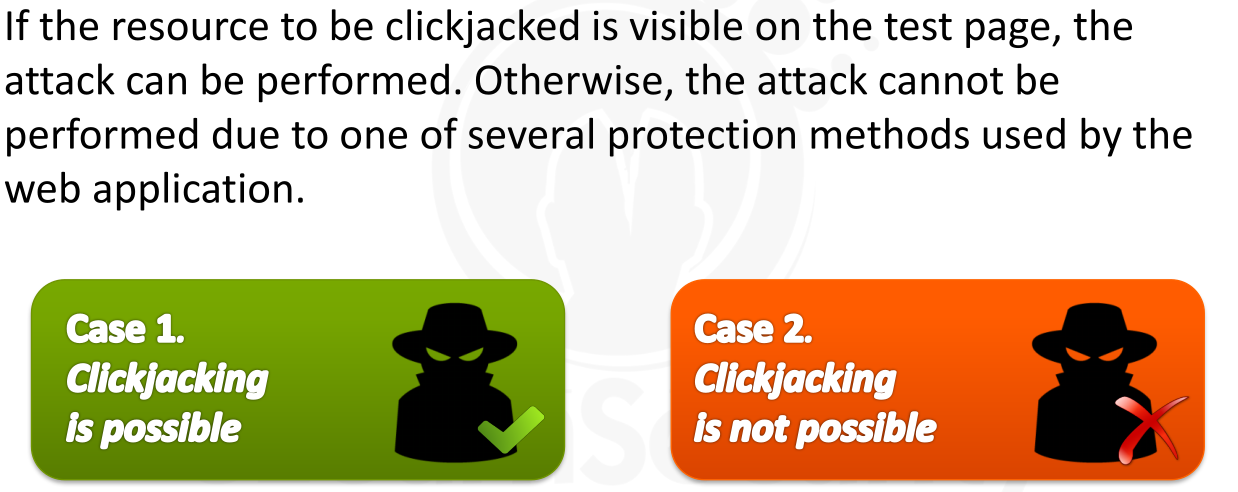 If the resource to be clickjacked is visible on the test page, the
attack can be performed. Otherwise, the attack cannot be
performed due to one of several protection methods used by the
web application.
Case 1.
Clickjacking
is possible
Case 2.
Clickjacking
is not possible